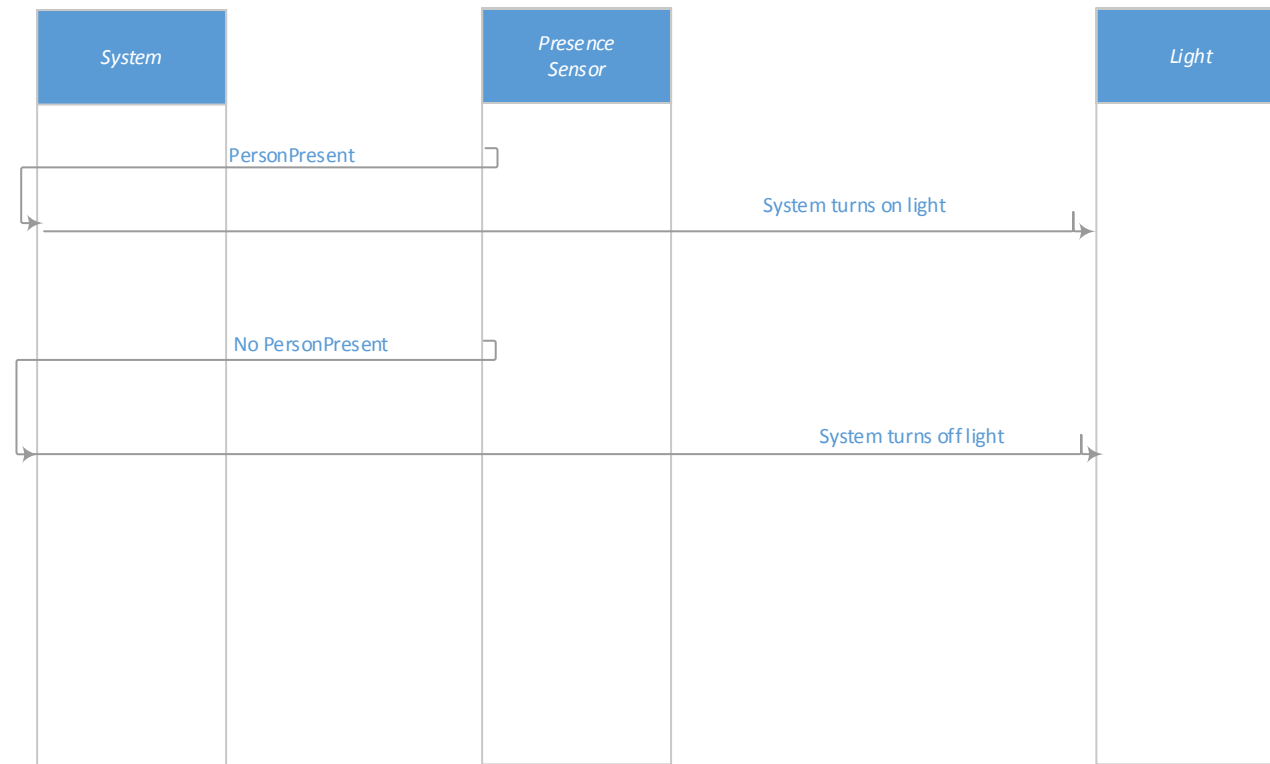 System
Presence
Sensor
Light
PersonPresent
System turns on light
No PersonPresent
System turns off light